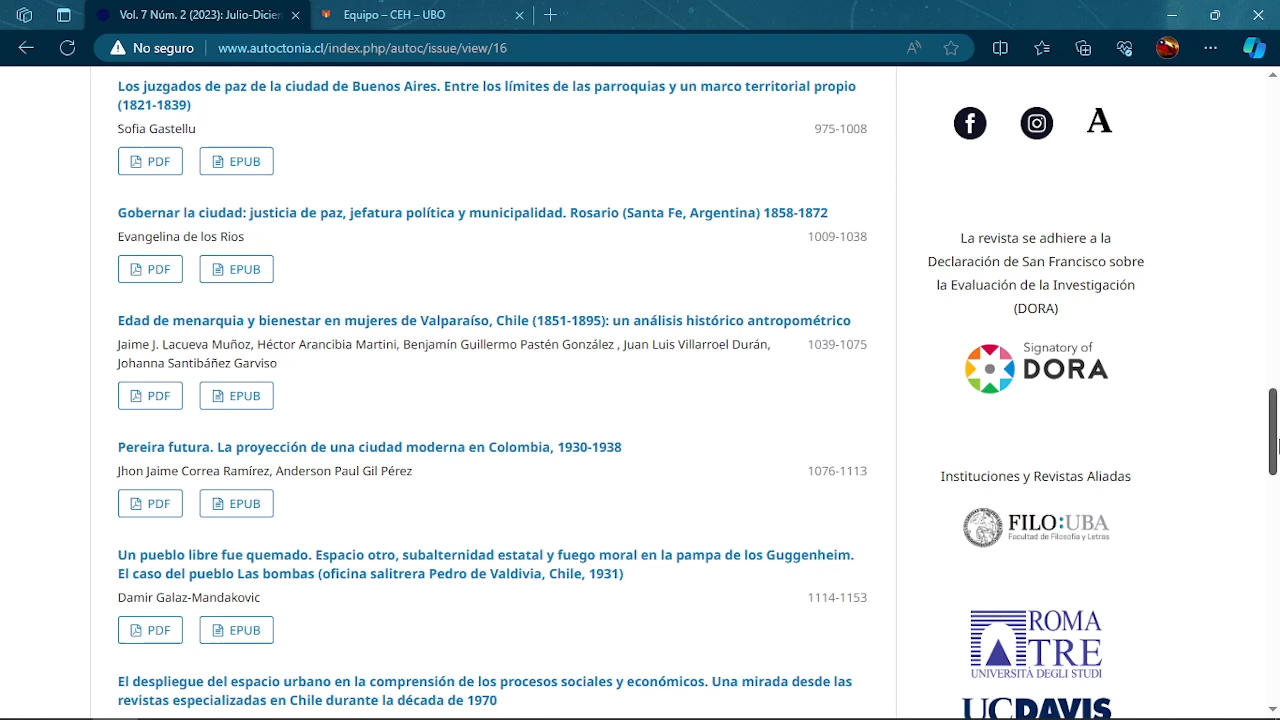 Vol. 7 Núm. 2 (2023): Julio-Dicien
Equipo – CEH – UBO
No seguro
www.autoctonia.cl/index.php/autoc/issue/view/16
Los juzgados de paz de la ciudad de Buenos Aires. Entre los límites de las parroquias y un marco territorial propio
(1821-1839)
Sofia Gastellu
975-1008
PDF
EPUB
Gobernar la ciudad: justicia de paz, jefatura política y municipalidad. Rosario (Santa Fe, Argentina) 1858-1872
Evangelina de los Rios
1009-1038
PDF
EPUB
Edad de menarquia y bienestar en mujeres de Valparaíso, Chile (1851-1895): un análisis histórico antropométrico
Jaime J. Lacueva Muñoz, Héctor Arancibia Martini, Benjamín Guillermo Pastén González , Juan Luis Villarroel Durán,
Johana Santibáñez Garviso
1039-1075
PDF
EPUB
Pereira futura. La proyección de una ciudad moderna en Colombia, 1930-1938
Jhon Jaime Correa Ramírez, Anderson Paul Gil Pérez
1076-1113
PDF
EPUB
Un pueblo libre fue quemado. Espacio otro, subalternidad estatal y fuego moral en la pampa de los Guggenheim.
El caso del pueblo Las bombas (oficina salitrera Pedro de Valdivia, Chile, 1931)
Damir Galaz-Mandakovic
1114-1153
PDF
EPUB
El despliegue del espacio urbano en la comprensión de los procesos sociales y económicos. Una mirada desde las
revistas especializadas en Chile durante la década de 1970
A
La revista se adhiere a la
Declaración de San Francisco sobre
la Evaluación de la Investigación
(DORA)
Signatory of
DORA
Instituciones y Revistas Aliadas
FILO:UBA
Facultad de Filosofía y Letras
ROMA
TRE
UNIVERSITÀ DEGLI STUDI
UCDAVIS